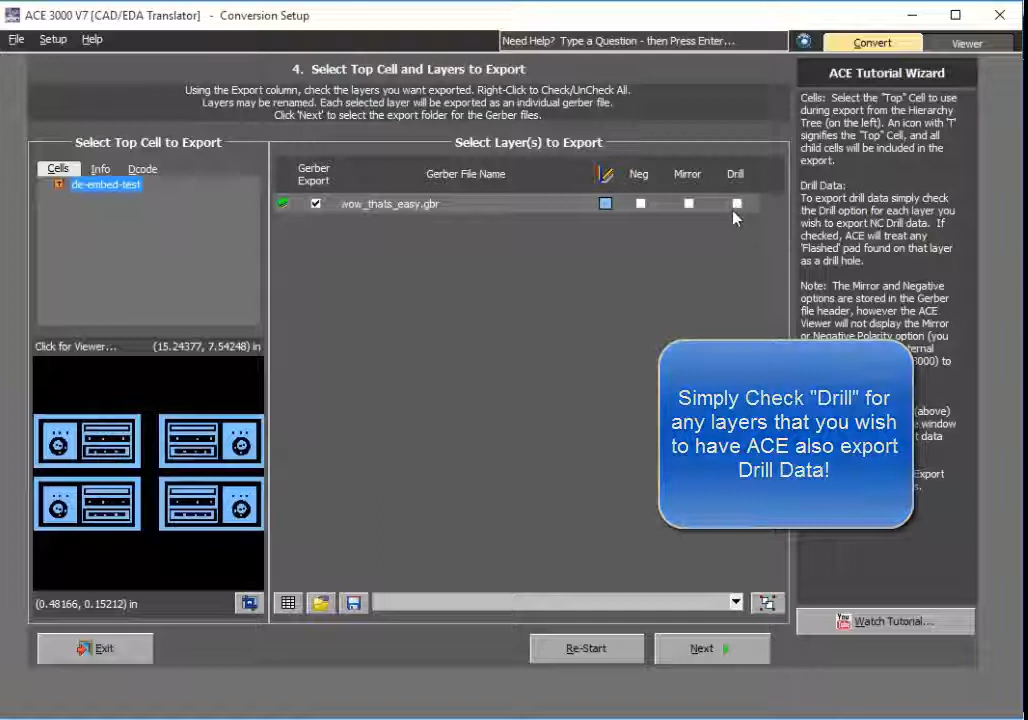 ACE 3000 V7 [CAD/EDA Translator] - Conversion Setup
File Setup Help
Need Help? Type a Question - then Press Enter...
Convert
Viewer
4. Select Top Cell and Layers to Export
Using the Export column, check the layers you want exported. Right-Click to Check/UnCheck All.
Layers may be renamed. Each selected layer will be exported as an individual gerber file.
Click 'Next' to select the export folder for the Gerber files.
Select Top Cell to Export
Cells Info Dcode
T de-embed-test
Click for Viewer... (15.24377, 7.54248) in
(0.48166, 0.15212) in
Select Layer(s) to Export
Gerber
Export
Gerber File Name
Neg
Mirror
Drill
wow_thats_easy.gbr
ACE Tutorial Wizard
Cells: Select the "Top" Cell to use
during export from the Hierarchy
Tree (on the left). An icon with 'T'
signifies the "Top" Cell, and all
child cells will be included in the
export.
Drill Data:
To export drill data simply check
the Drill option for each layer you
wish to export NC Drill data. If
checked, ACE will treat any
'Flashed' pad found on that layer
as a drill hole.
Note: The Mirror and Negative
options are stored in the Gerber
file header, however the ACE
Viewer will not display the Mirror
or Negative Polarity option (you
(above)
window
data
Simply Check "Drill" for
any layers that you wish
to have ACE also export
Drill Data!
You
Tube
Watch Tutorial...
Exit
Re-Start
Next